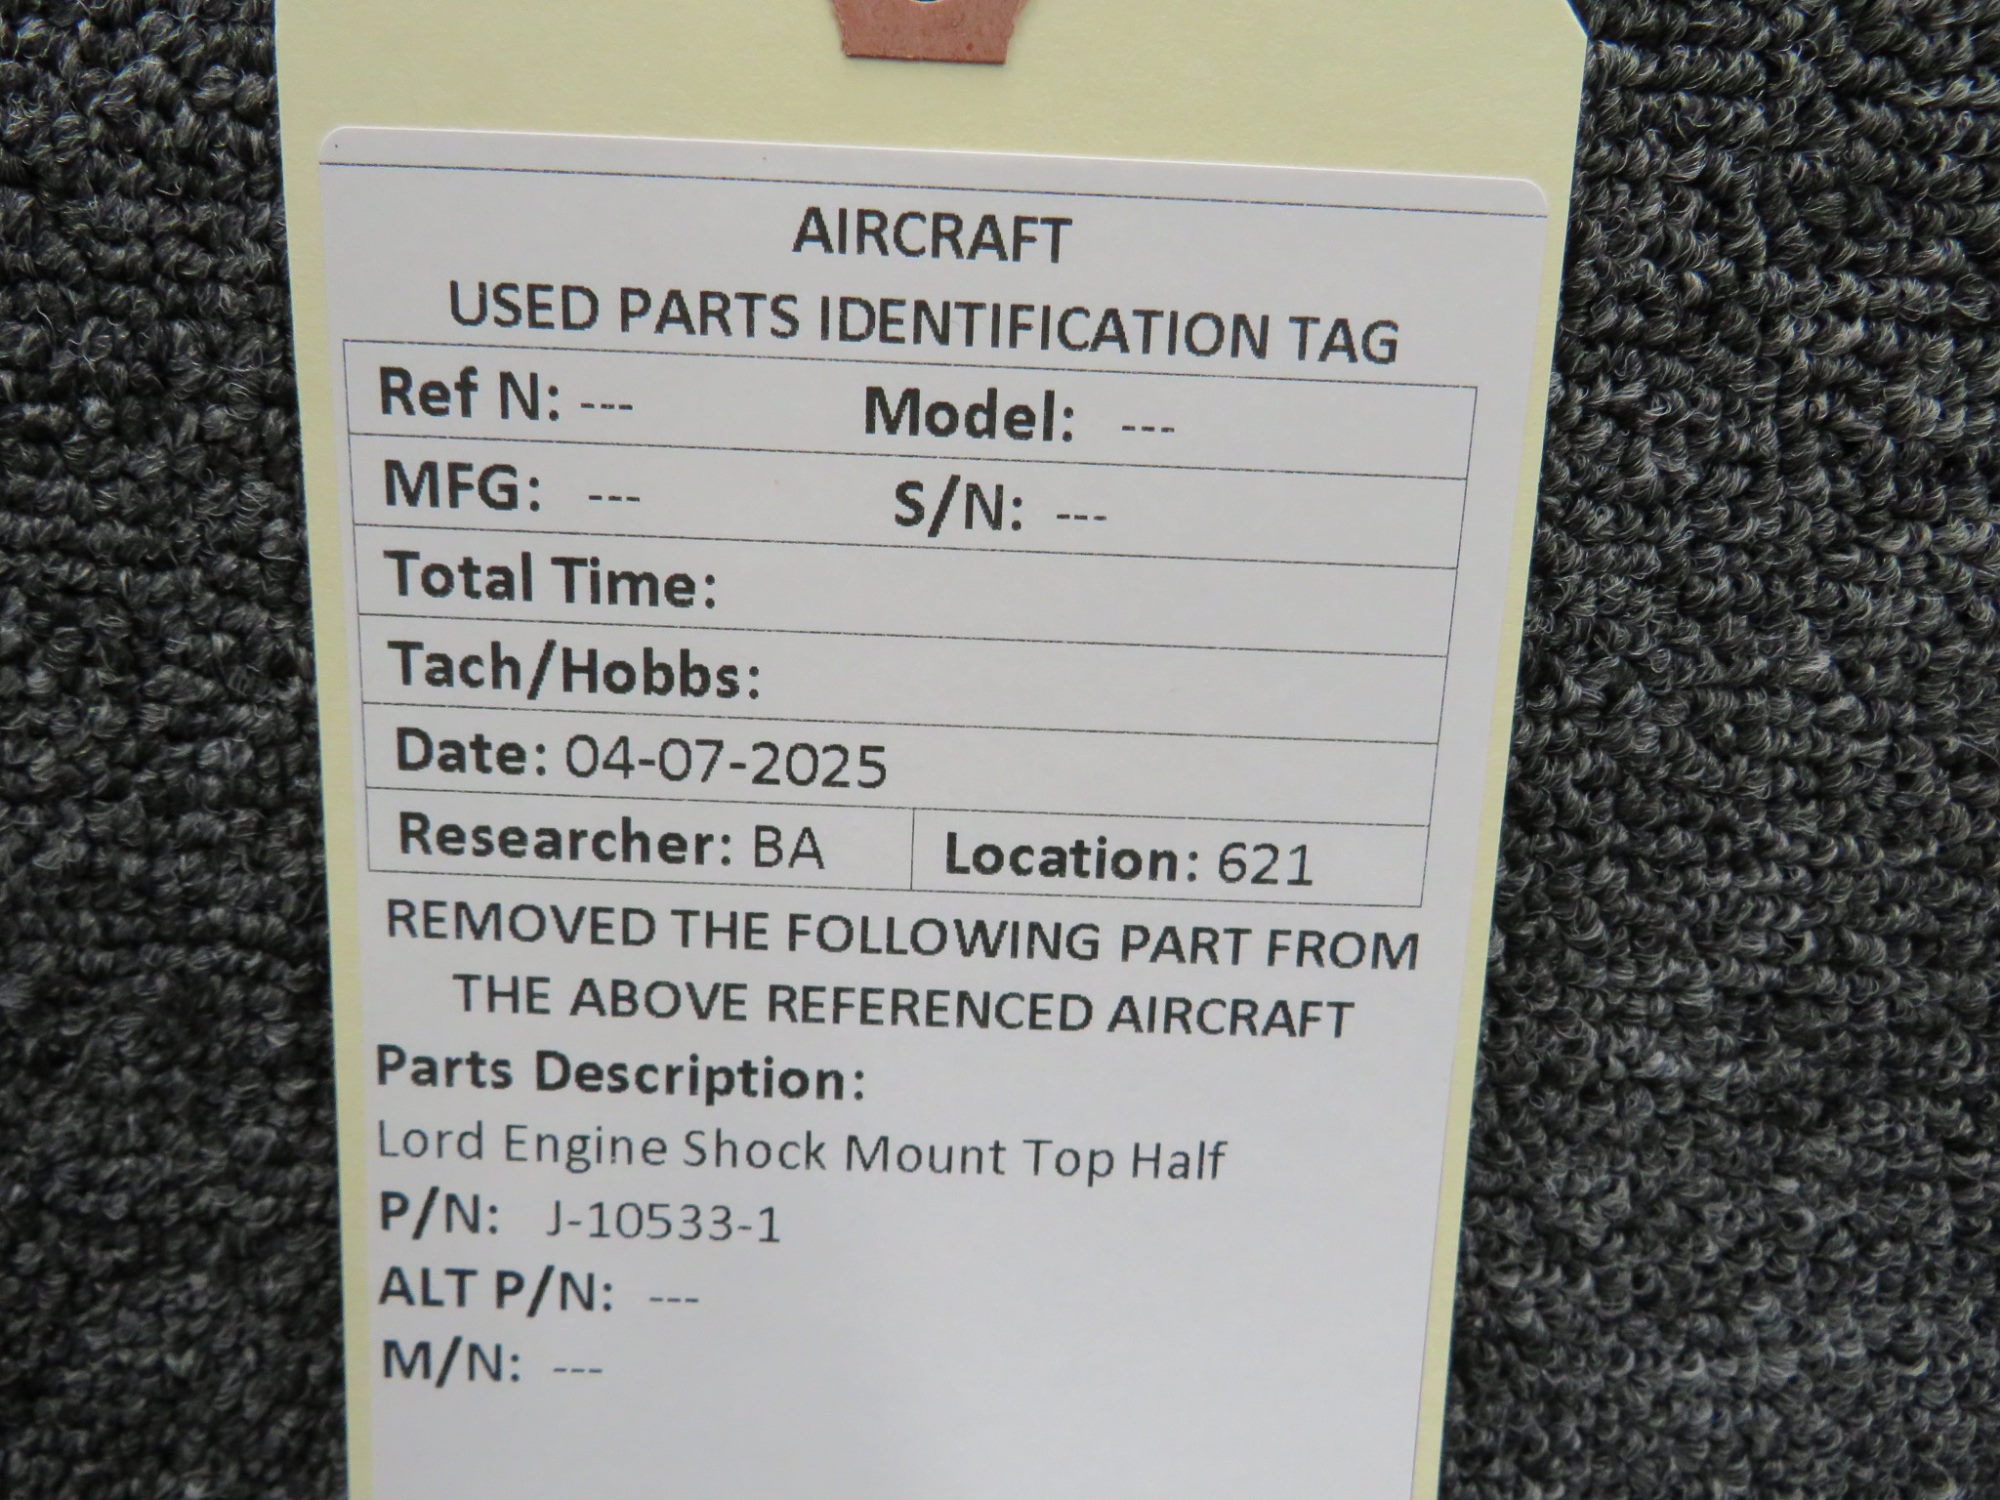 AIRCRAFT
USED PARTS IDENTIFICATION TAG
Ref N: --- Model: ---
MFG: --- S/N: ---
Total Time:
Tach/Hobbs:
Date: 04-07-2025
Researcher: BA Location: 621
REMOVED THE FOLLOWING PART FROM
THE ABOVE REFERENCED AIRCRAFT
Parts Description:
Lord Engine Shock Mount Top Half
P/N: J-10533-1
ALT P/N: ---
M/N: ---